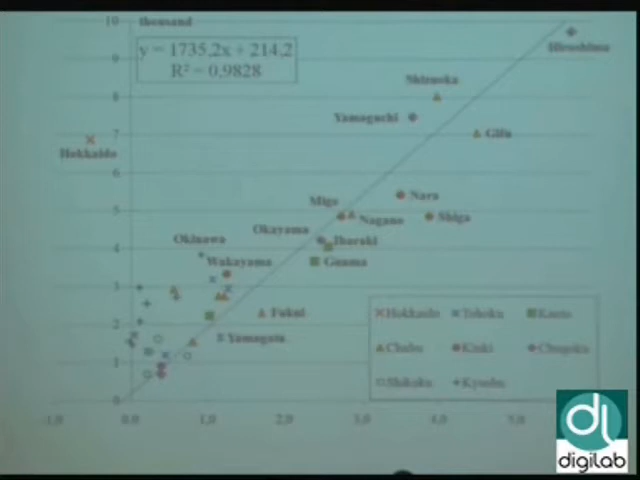 10 thousand
y = 1735,2x + 214,2
R² = 0,9828
9
8
7
6
5
4
3
2
1
0
-1,0 0,0 1,0 2,0 3,0 4,0 5,0
Hiroshima
Shizuoka
Yamaguchi
Gifu
Hokkaido
Nara
Mige
Nagano
Shiga
Okayama
Ibaraki
Okinawa
Wakayama
Gunma
Fukui
Yamagata
Hokkaido Tohoku Kanto
Chubu Kinki Chugoku
Shikoku Kyushu
dl
digilab